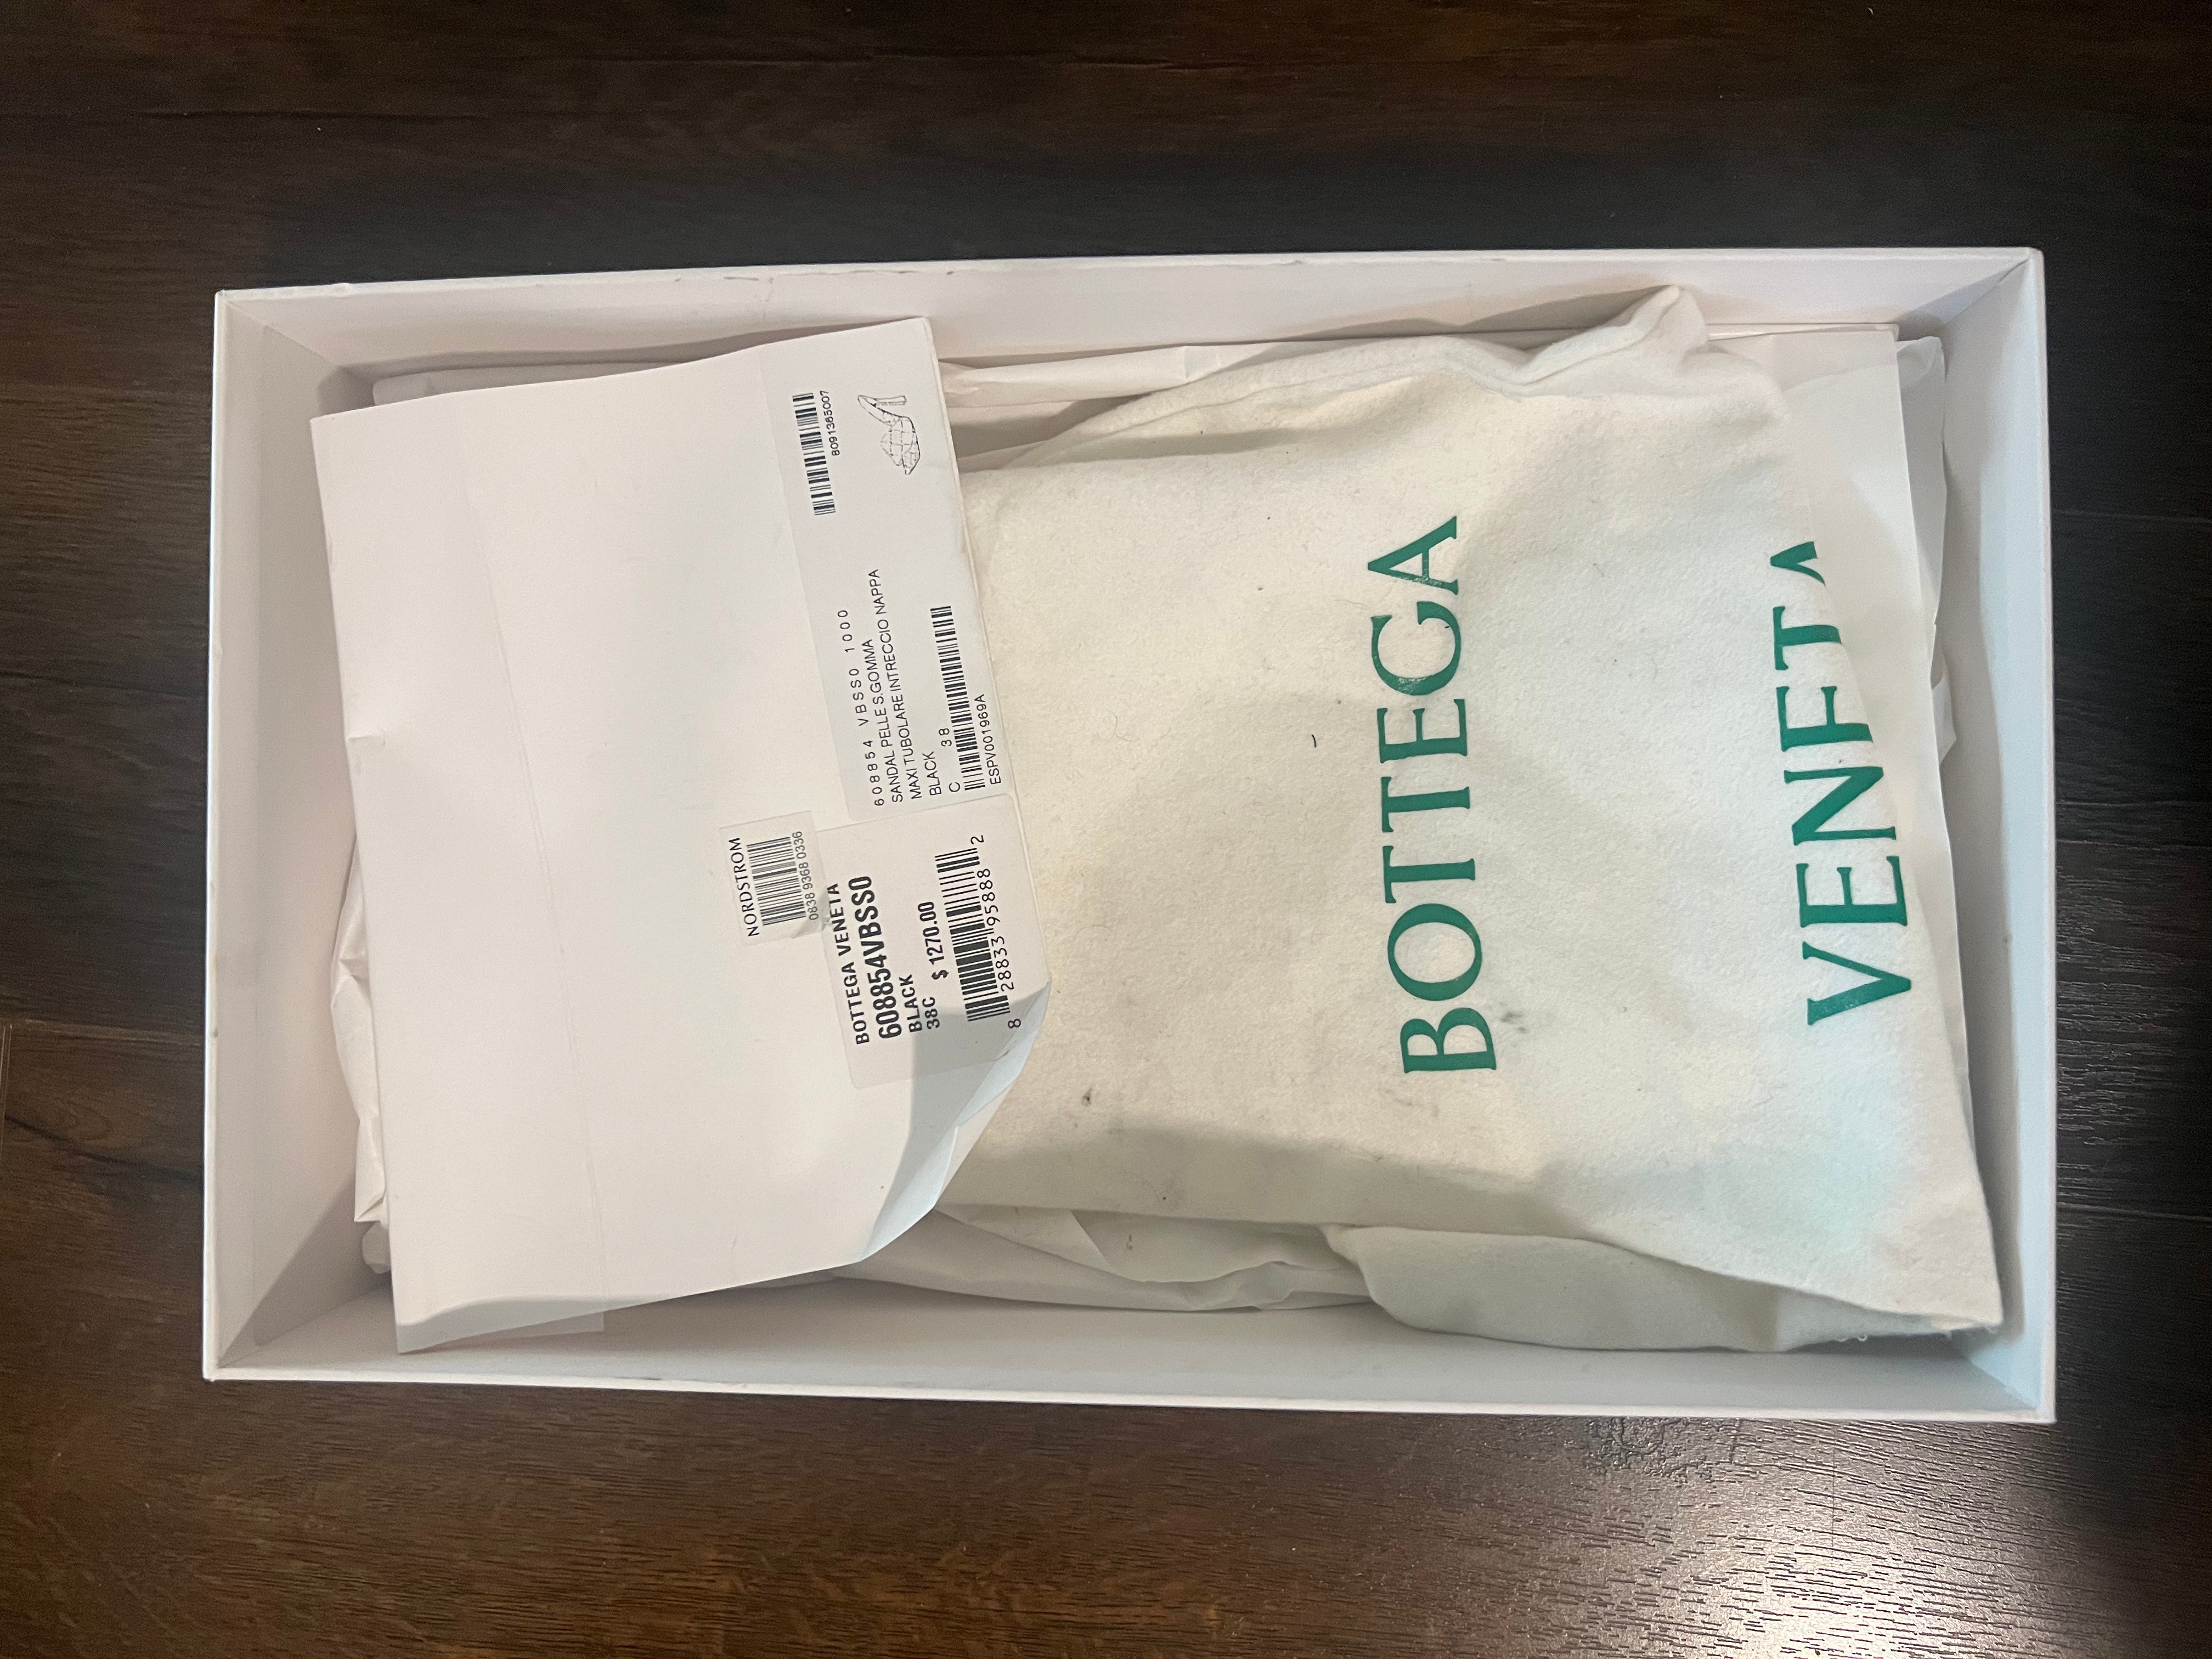 8091365007
608854 VBSS0 1000
SANDAL PELLE S.GOMMA
MAXI TUBOLARE INTRECCIO NAPPA
BLACK
C 38
ESPV001969A
NORDSTROM
0638 9368 0336
BOTTEGA VENETA
608854VBSS0
BLACK
38C $ 1270.00
8 28833 95888 2
BOTTEGA
VENETA